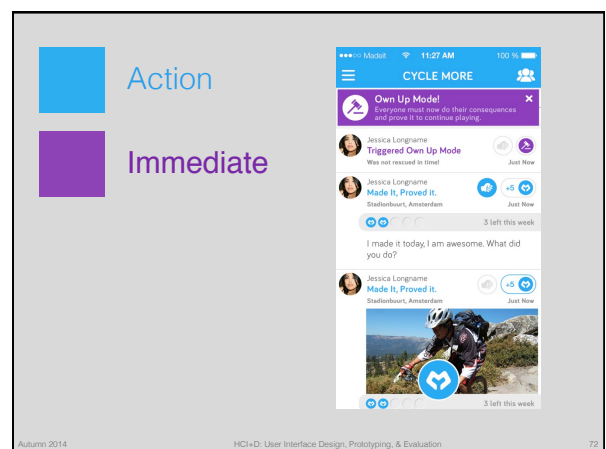 Action
Immediate
Madeit 11:27 AM 100 %
CYCLE MORE
Own Up Mode!
Everyone must now do their consequences
and prove it to continue playing.
Jessica Longname
Triggered Own Up Mode
Was not rescued in time!
Just Now
Jessica Longname
Made It, Proved it.
+5
Stadionbuurt, Amsterdam
Just Now
3 left this week
I made it today, I am awesome. What did
you do?
Jessica Longname
Made It, Proved it.
+5
Stadionbuurt, Amsterdam
Just Now
3 left this week
Autumn 2014
HCI+D: User Interface Design, Prototyping, & Evaluation
72